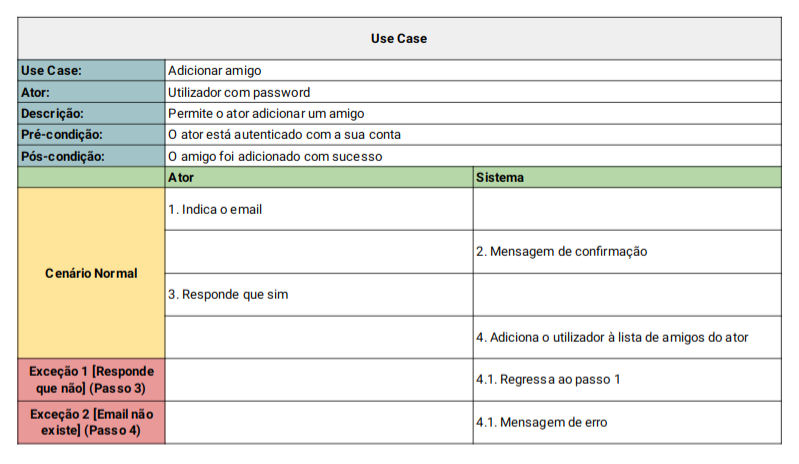 Use Case
Use Case: Adicionar amigo
Ator: Utilizador com password
Descrição: Permite o ator adicionar um amigo
Pré-condição: O ator está autenticado com a sua conta
Pós-condição: O amigo foi adicionado com sucesso
Ator Sistema
Cenário Normal
1. Indica o email
2. Mensagem de confirmação
3. Responde que sim
4. Adiciona o utilizador à lista de amigos do ator
Exceção 1 [Responde
que não] (Passo 3)
4.1. Regressa ao passo 1
Exceção 2 [Email não
existe] (Passo 4)
4.1. Mensagem de erro